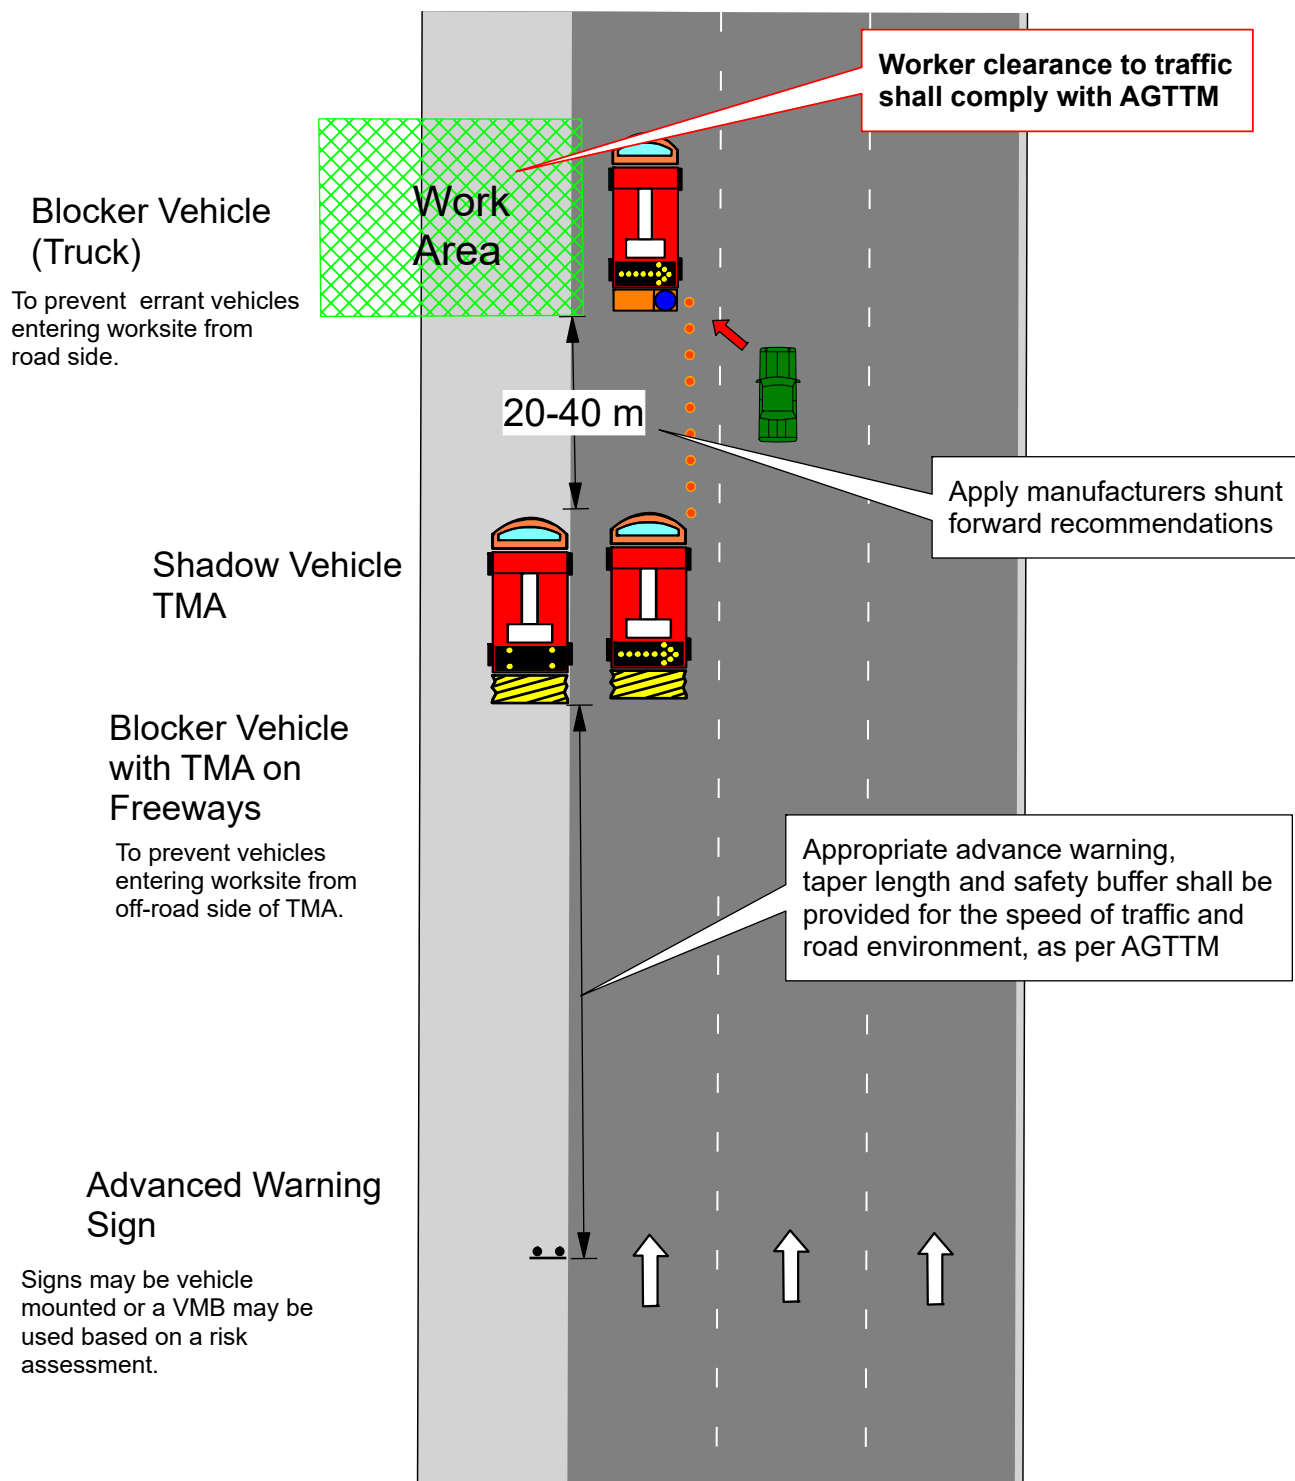 Worker clearance to traffic
shall comply with AGTTM
Work
Area
Blocker Vehicle
(Truck)
To prevent errant vehicles
entering worksite from
road side.
20-40 m
Apply manufacturers shunt
forward recommendations
Shadow Vehicle
TMA
Blocker Vehicle
with TMA on
Freeways
To prevent vehicles
entering worksite from
off-road side of TMA.
Appropriate advance warning,
taper length and safety buffer shall be
provided for the speed of traffic and
road environment, as per AGTTM
Advanced Warning
Sign
Signs may be vehicle
mounted or a VMB may be
used based on a risk
assessment.